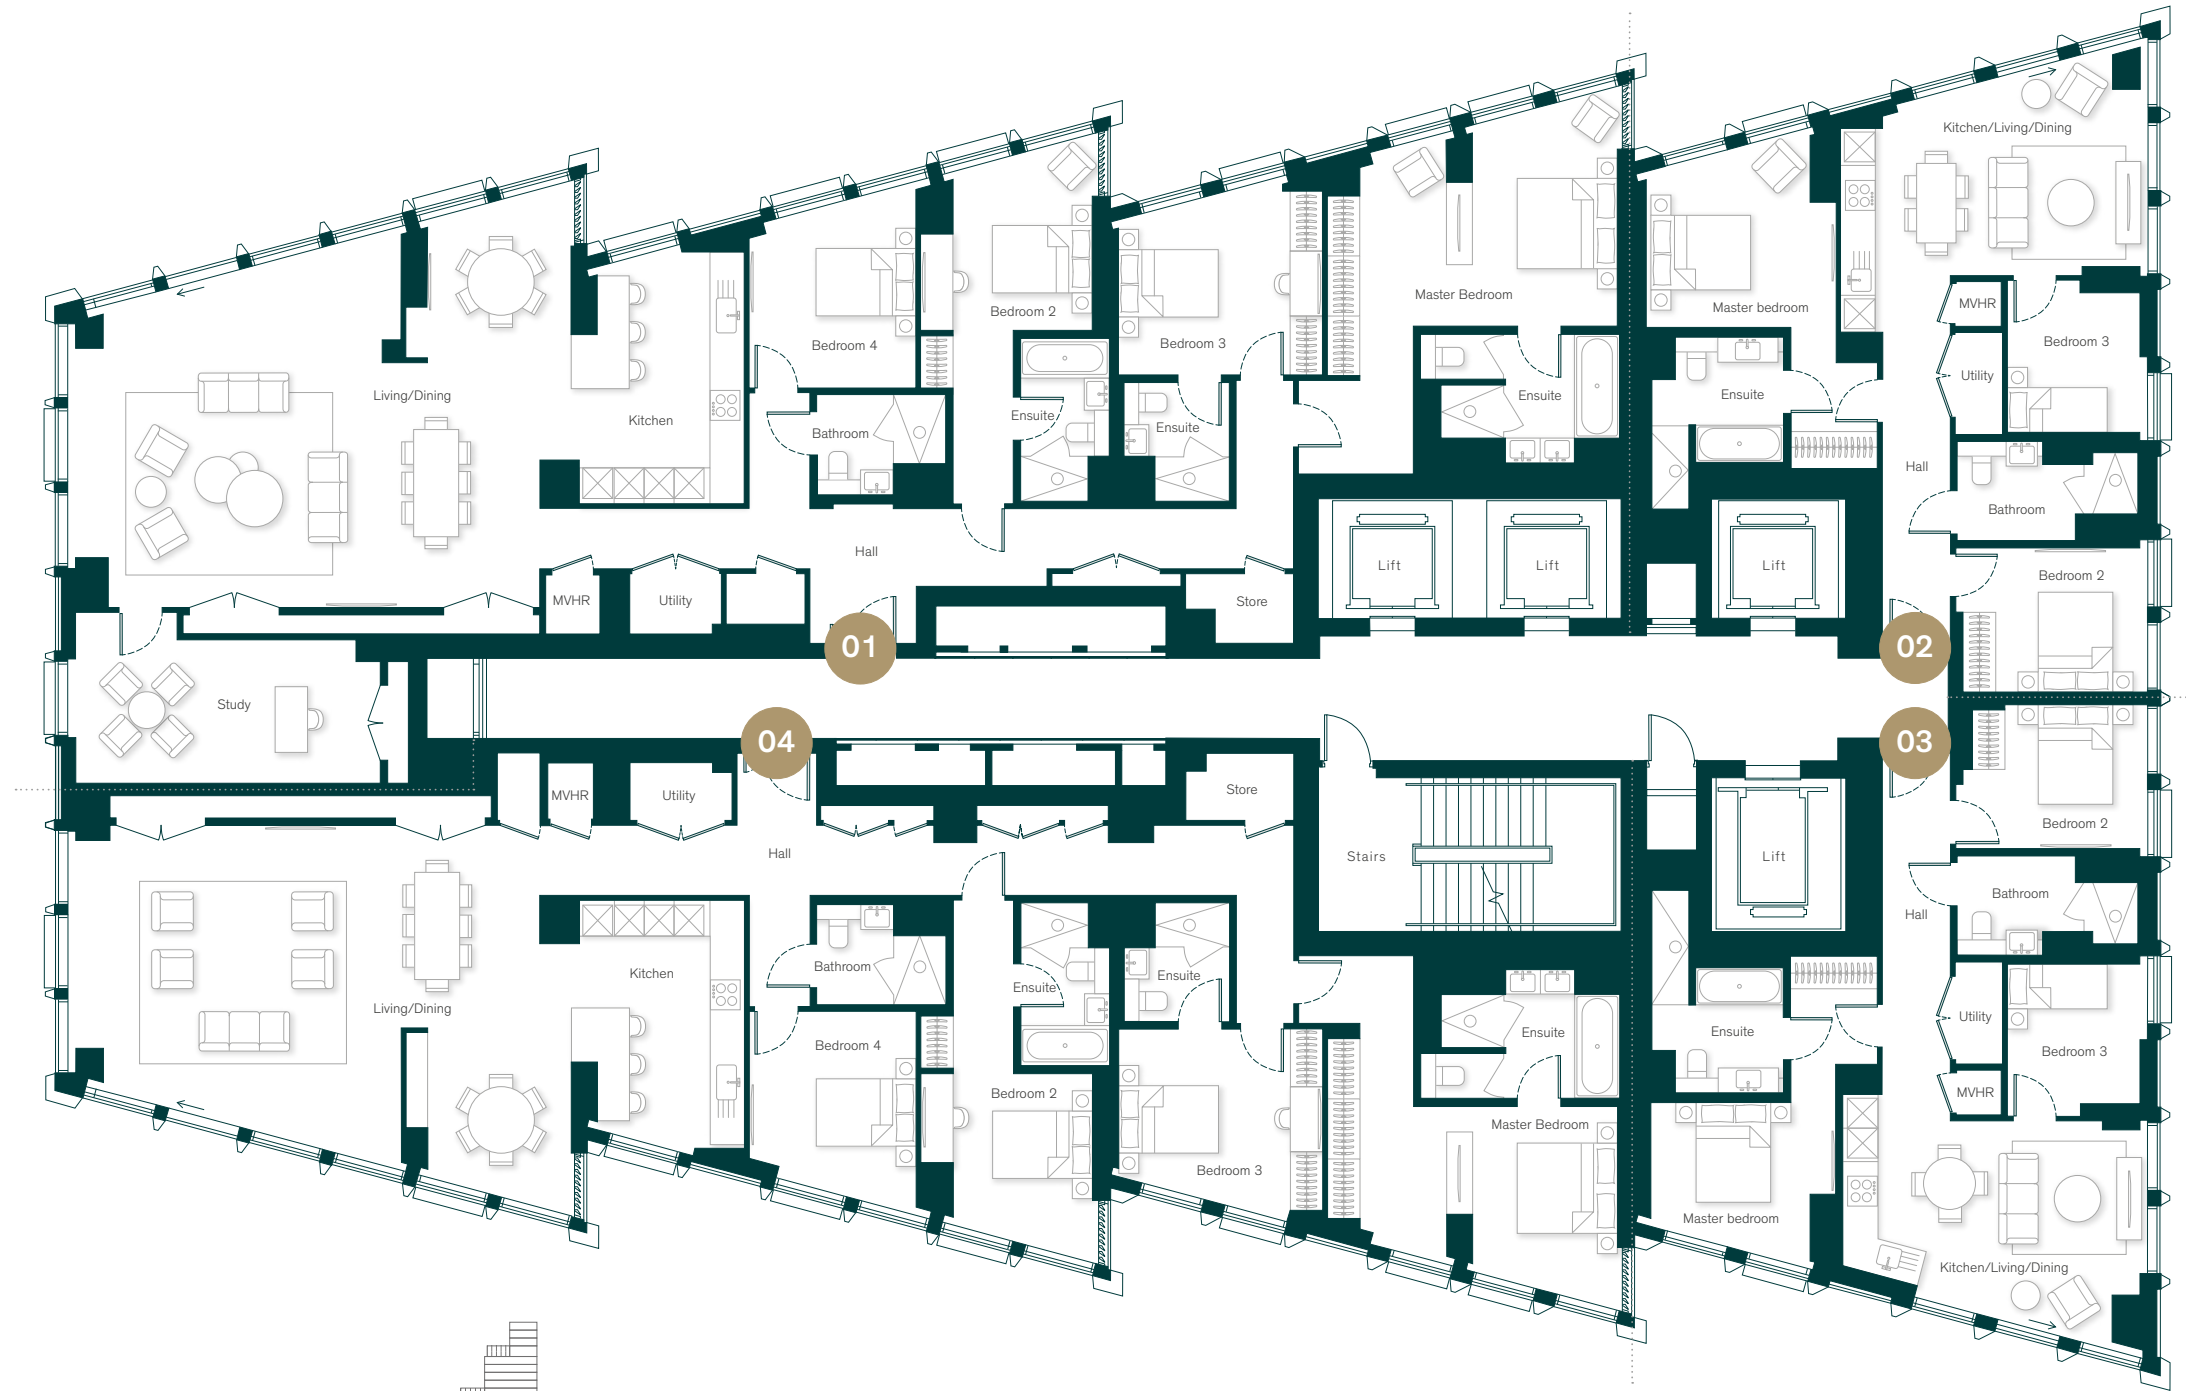 Kitchen/Living/Dining
Master Bedroom
Master bedroom
MVHR
Bedroom 2
Bedroom 4
Bedroom 3
Bedroom 3
Utility
Living/Dining
Kitchen
Ensuite
Ensuite
Ensuite
Ensuite
Bathroom
Hall
Bathroom
Hall
Lift
Lift
Lift
Bedroom 2
MVHR
Utility
Store
01
02
Study
04
03
MVHR
Utility
Store
Bedroom 2
Hall
Stairs
Lift
Bathroom
Hall
Kitchen
Bathroom
Ensuite
Ensuite
Living/Dining
Utility
Ensuite
Ensuite
Bedroom 4
Bedroom 3
Bedroom 2
MVHR
Master Bedroom
Bedroom 3
Master bedroom
Kitchen/Living/Dining